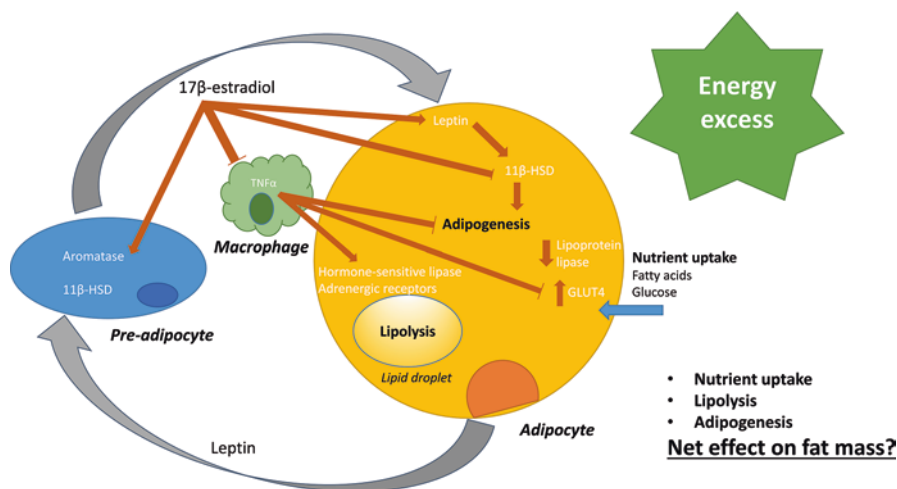 Energy
excess
17β-estradiol
Leptin
11β-HSD
TNFα
Adipogenesis
Macrophage
Aromatase
11β-HSD
Pre-adipocyte
Lipoprotein
lipase
GLUT4
Hormone-sensitive lipase
Adrenergic receptors
Lipolysis
Lipid droplet
Nutrient uptake
Fatty acids
Glucose
Adipocyte
Leptin
• Nutrient uptake
• Lipolysis
• Adipogenesis
Net effect on fat mass?